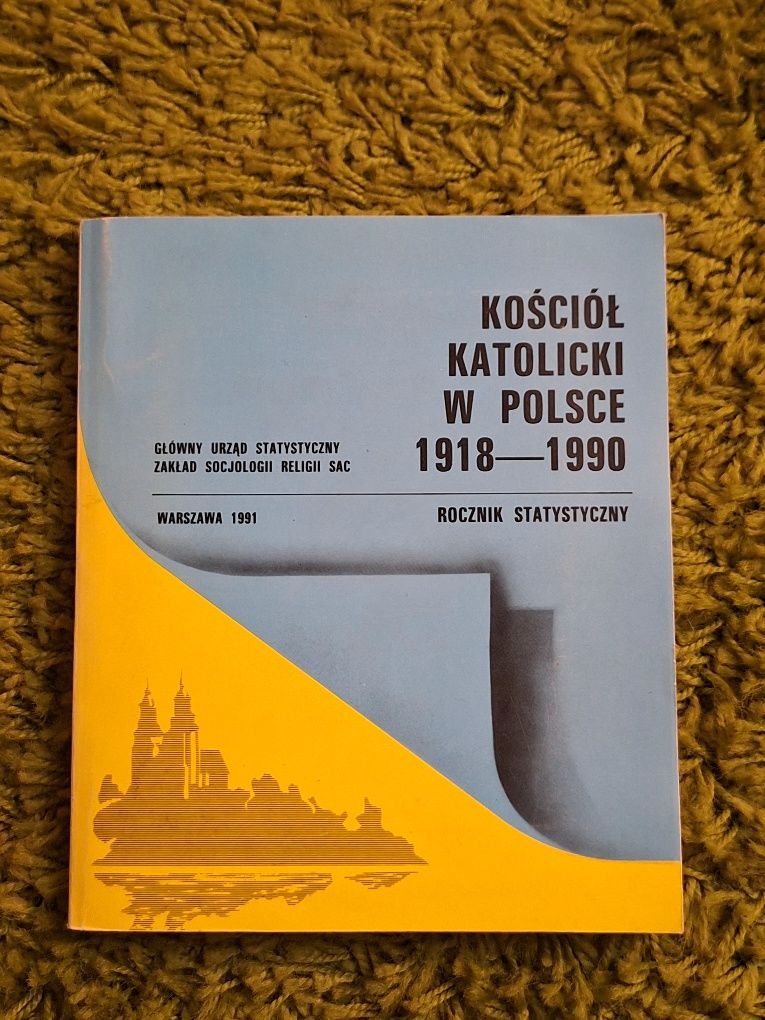 KOŚCIÓŁ
KATOLICKI
W POLSCE
1918—1990
GŁÓWNY URZĄD STATYSTYCZNY
ZAKŁAD SOCJOLOGII RELIGII SAC
WARSZAWA 1991
ROCZNIK STATYSTYCZNY